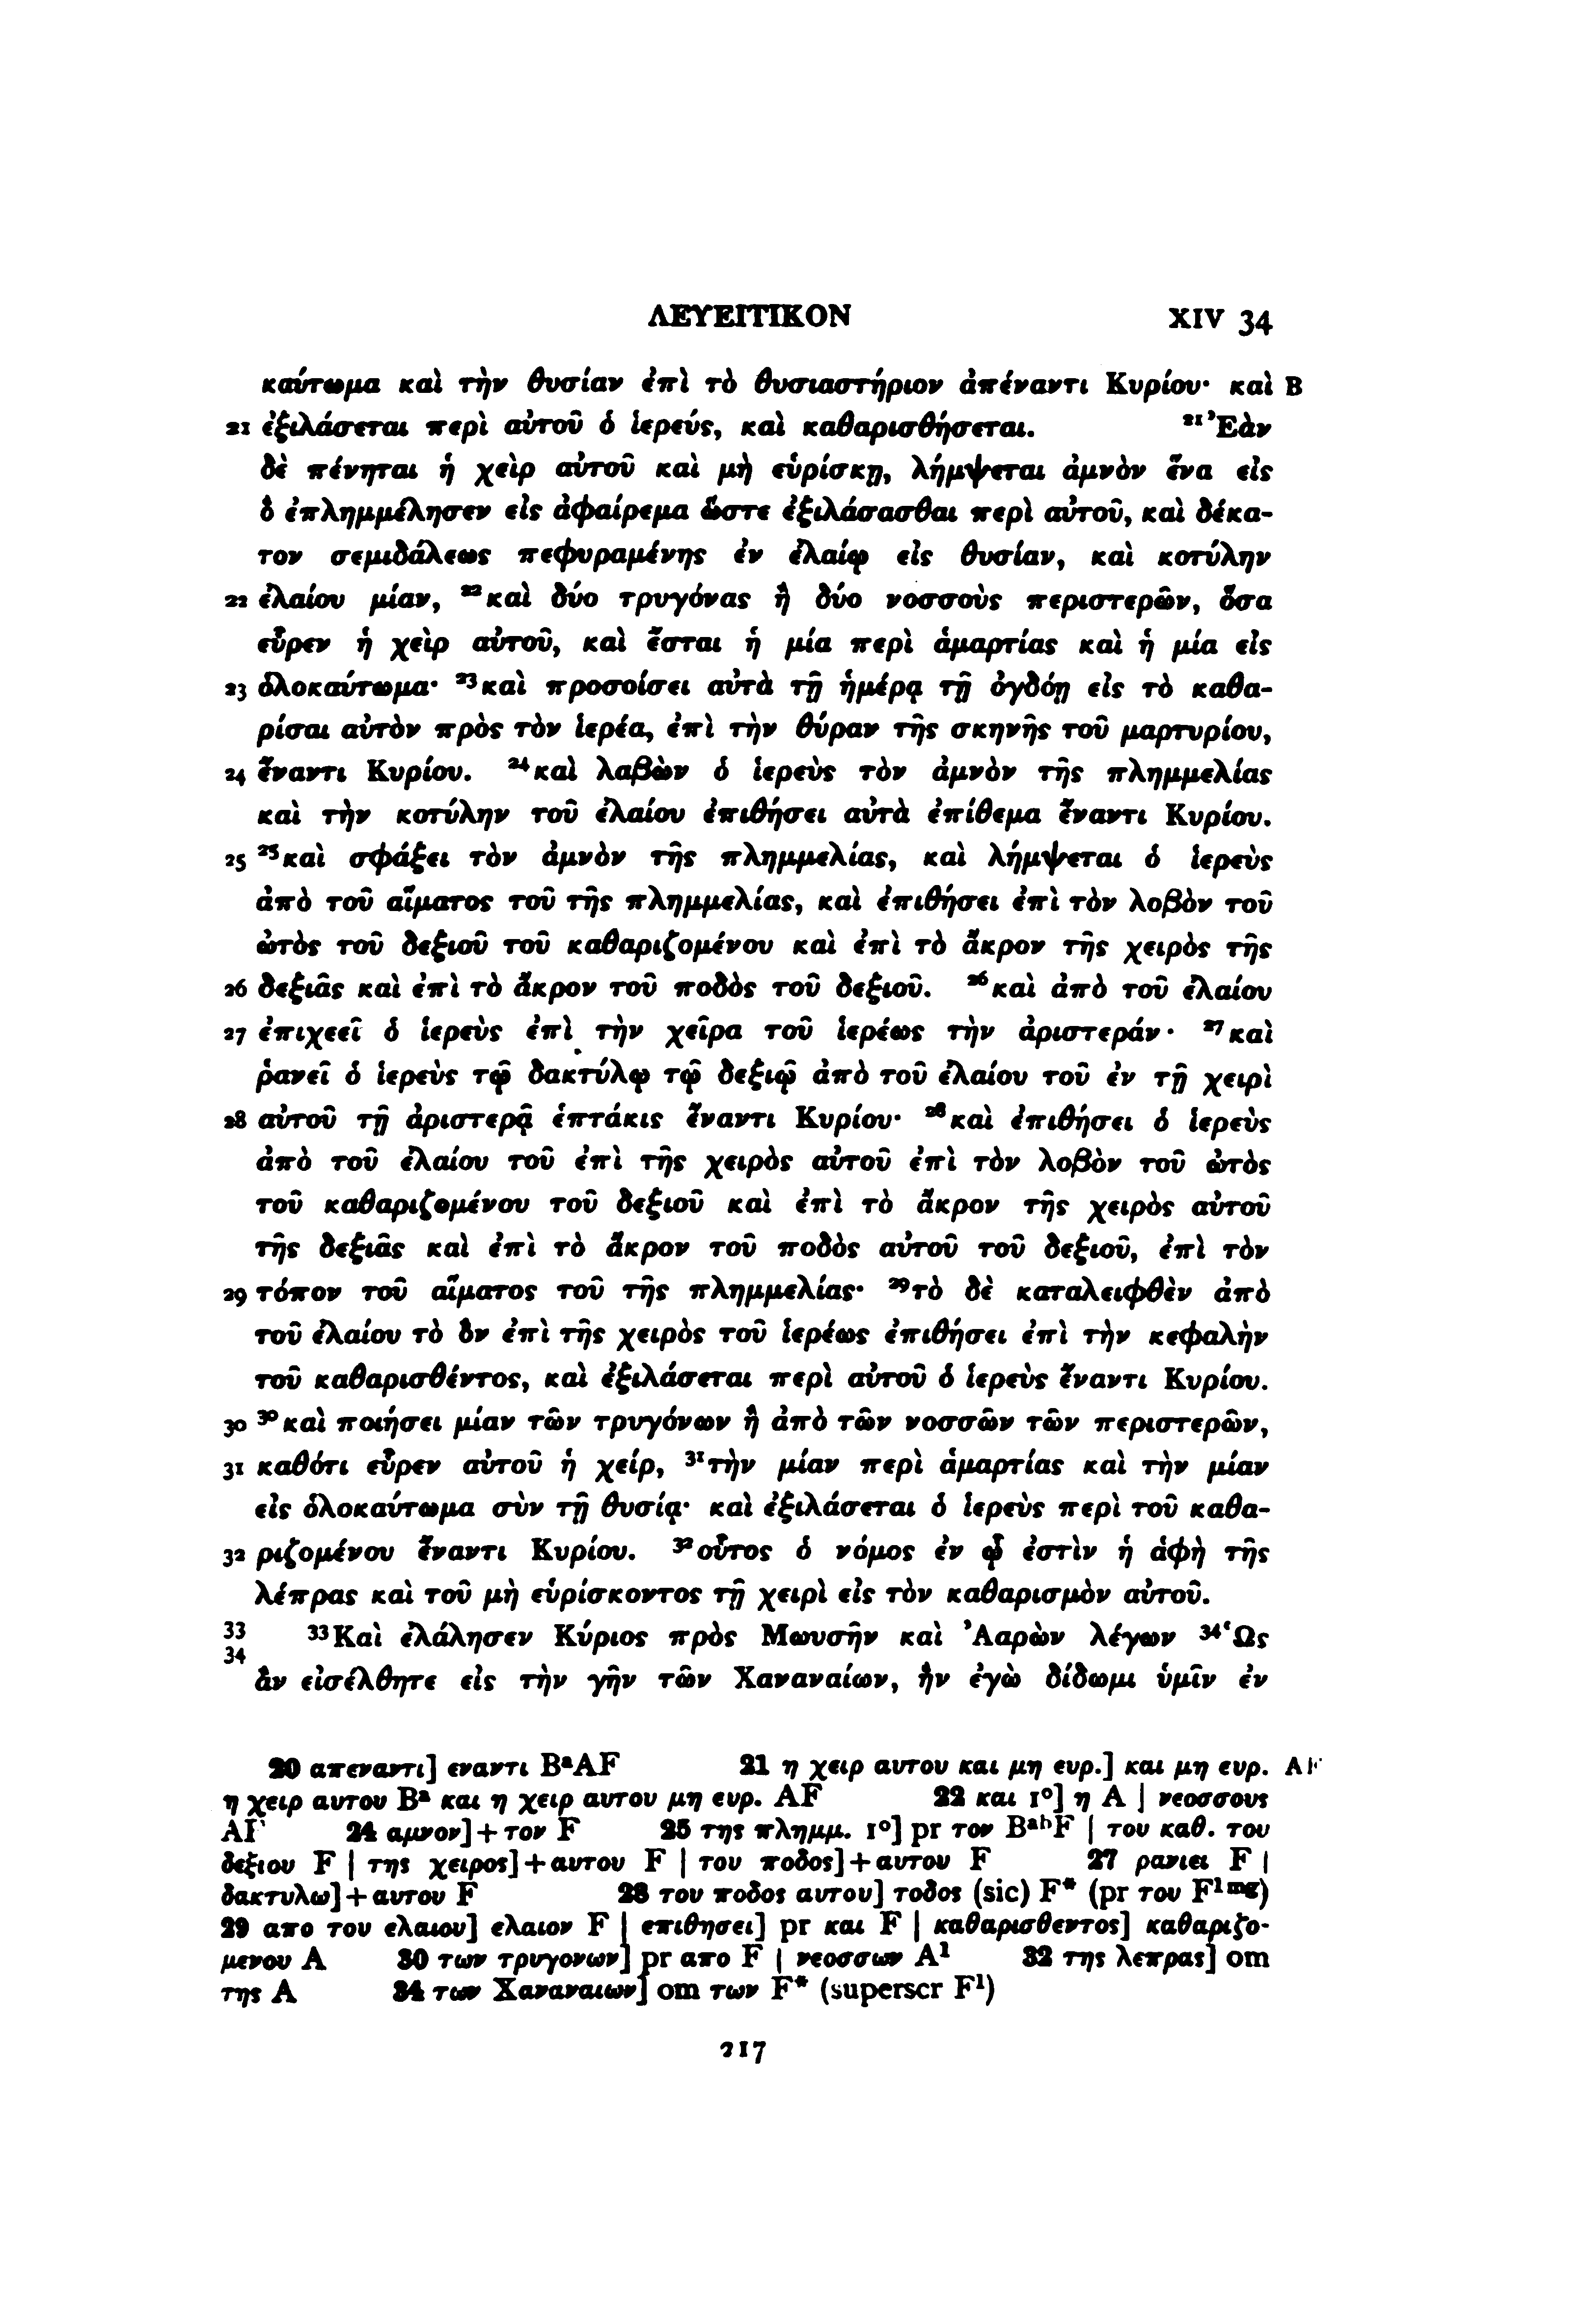 ΛΕΥΕΙΤΙΚΟΝ XIV 34
καύτωμα καὶ τὴν θυσίαν ἐπὶ τὸ θυσιαστήριον ἀπέναντι Κυρίου· καὶ B
21 ἐξιλάσεται περὶ αὐτοῦ ὁ ἱερεύς, καὶ καθαρισθήσεται. ²¹Ἐὰν
δὲ πένηται ἡ χεὶρ αὐτοῦ καὶ μὴ εὑρίσκῃ, λήμψεται ἀμνὸν ἕνα εἰς
ὃ ἐπλημμέλησεν εἰς ἀφαίρεμα ὥστε ἐξιλάσασθαι περὶ αὐτοῦ, καὶ δέκα-
τον σεμιδάλεως πεφυραμένης ἐν ἐλαίῳ εἰς θυσίαν, καὶ κοτύλην
22 ἐλαίου μίαν, ²²καὶ δύο τρυγόνας ἢ δύο νοσσοὺς περιστερῶν, ὅσα
εὗρεν ἡ χεὶρ αὐτοῦ, καὶ ἔσται ἡ μία περὶ ἁμαρτίας καὶ ἡ μία εἰς
23 ὁλοκαύτωμα· ²³καὶ προσοίσει αὐτὰ τῇ ἡμέρᾳ τῇ ὀγδόῃ εἰς τὸ καθα-
ρίσαι αὐτὸν πρὸς τὸν ἱερέα, ἐπὶ τὴν θύραν τῆς σκηνῆς τοῦ μαρτυρίου,
24 ἔναντι Κυρίου. ²⁴καὶ λαβὼν ὁ ἱερεὺς τὸν ἀμνὸν τῆς πλημμελίας
καὶ τὴν κοτύλην τοῦ ἐλαίου ἐπιθήσει αὐτὰ ἐπίθεμα ἔναντι Κυρίου.
25 ²⁵καὶ σφάξει τὸν ἀμνὸν τῆς πλημμελίας, καὶ λήμψεται ὁ ἱερεὺς
ἀπὸ τοῦ αἵματος τοῦ τῆς πλημμελίας, καὶ ἐπιθήσει ἐπὶ τὸν λοβὸν τοῦ
ὠτὸς τοῦ δεξιοῦ τοῦ καθαριζομένου καὶ ἐπὶ τὸ ἄκρον τῆς χειρὸς τῆς
26 δεξιᾶς καὶ ἐπὶ τὸ ἄκρον τοῦ ποδὸς τοῦ δεξιοῦ. ²⁶καὶ ἀπὸ τοῦ ἐλαίου
27 ἐπιχεεῖ ὁ ἱερεὺς ἐπὶ τὴν χεῖρα τοῦ ἱερέως τὴν ἀριστεράν· ²⁷καὶ
ῥανεῖ ὁ ἱερεὺς τῷ δακτύλῳ τῷ δεξιῷ ἀπὸ τοῦ ἐλαίου τοῦ ἐν τῇ χειρὶ
28 αὐτοῦ τῇ ἀριστερᾷ ἑπτάκις ἔναντι Κυρίου· ²⁸καὶ ἐπιθήσει ὁ ἱερεὺς
ἀπὸ τοῦ ἐλαίου τοῦ ἐπὶ τῆς χειρὸς αὐτοῦ ἐπὶ τὸν λοβὸν τοῦ ὠτὸς
τοῦ καθαριζομένου τοῦ δεξιοῦ καὶ ἐπὶ τὸ ἄκρον τῆς χειρὸς αὐτοῦ
τῆς δεξιᾶς καὶ ἐπὶ τὸ ἄκρον τοῦ ποδὸς αὐτοῦ τοῦ δεξιοῦ, ἐπὶ τὸν
29 τόπον τοῦ αἵματος τοῦ τῆς πλημμελίας· ²⁹τὸ δὲ καταλειφθὲν ἀπὸ
τοῦ ἐλαίου τὸ ὂν ἐπὶ τῆς χειρὸς τοῦ ἱερέως ἐπιθήσει ἐπὶ τὴν κεφαλὴν
τοῦ καθαρισθέντος, καὶ ἐξιλάσεται περὶ αὐτοῦ ὁ ἱερεὺς ἔναντι Κυρίου.
30 ³⁰καὶ ποιήσει μίαν τῶν τρυγόνων ἢ ἀπὸ τῶν νοσσῶν τῶν περιστερῶν,
31 καθότι εὗρεν αὐτοῦ ἡ χείρ, ³¹τὴν μίαν περὶ ἁμαρτίας καὶ τὴν μίαν
εἰς ὁλοκαύτωμα σὺν τῇ θυσίᾳ· καὶ ἐξιλάσεται ὁ ἱερεὺς περὶ τοῦ καθα-
32 ριζομένου ἔναντι Κυρίου. ³²οὗτος ὁ νόμος ἐν ᾧ ἐστὶν ἡ ἁφὴ τῆς
λέπρας καὶ τοῦ μὴ εὑρίσκοντος τῇ χειρὶ εἰς τὸν καθαρισμὸν αὐτοῦ.
33 ³³Καὶ ἐλάλησεν Κύριος πρὸς Μωυσῆν καὶ Ἀαρὼν λέγων ³⁴Ὡς
34 ἂν εἰσέλθητε εἰς τὴν γῆν τῶν Χαναναίων, ἣν ἐγὼ δίδωμι ὑμῖν ἐν
20 απεναντι] εναντι BᵃAF 21 η χειρ αυτου και μη ευρ.] και μη ευρ. AF
η χειρ αυτου Bᵃ και η χειρ αυτου μη ευρ. AF 22 και 1°] η A | νεοσσους
AF 24 αμνον]+τον F 25 της πλημμ. 1°] pr τον BᵃᵇF | του καθ. του
δεξιου F | της χειρος]+αυτου F | του ποδος]+αυτου F 27 ρανιει F |
δακτυλω]+αυτου F 28 του ποδος αυτου] τοδος (sic) F* (pr του F¹ᵐᵍ)
29 απο του ελαιου] ελαιον F | επιθησει] pr και F | καθαρισθεντος] καθαριζο-
μενου A 30 των τρυγονων] pr απο F | νεοσσων A¹ 32 της λεπρας] om
της A 34 των Χαναναιων] om των F* (superscr F¹)
217